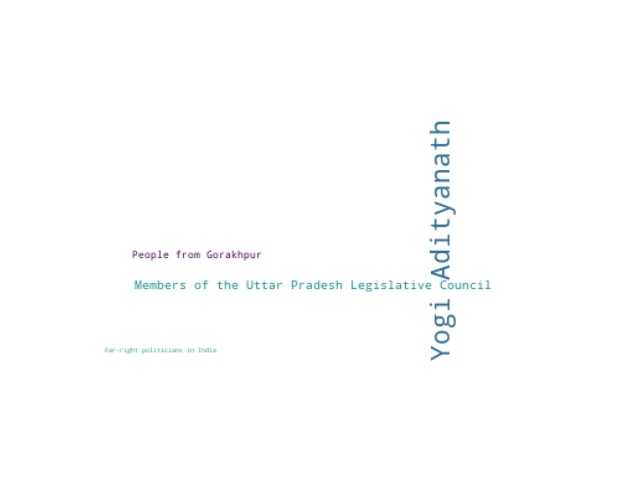 Yogi Adityanath
People from Gorakhpur
Members of the Uttar Pradesh Legislative Council
Far-right politicians in India